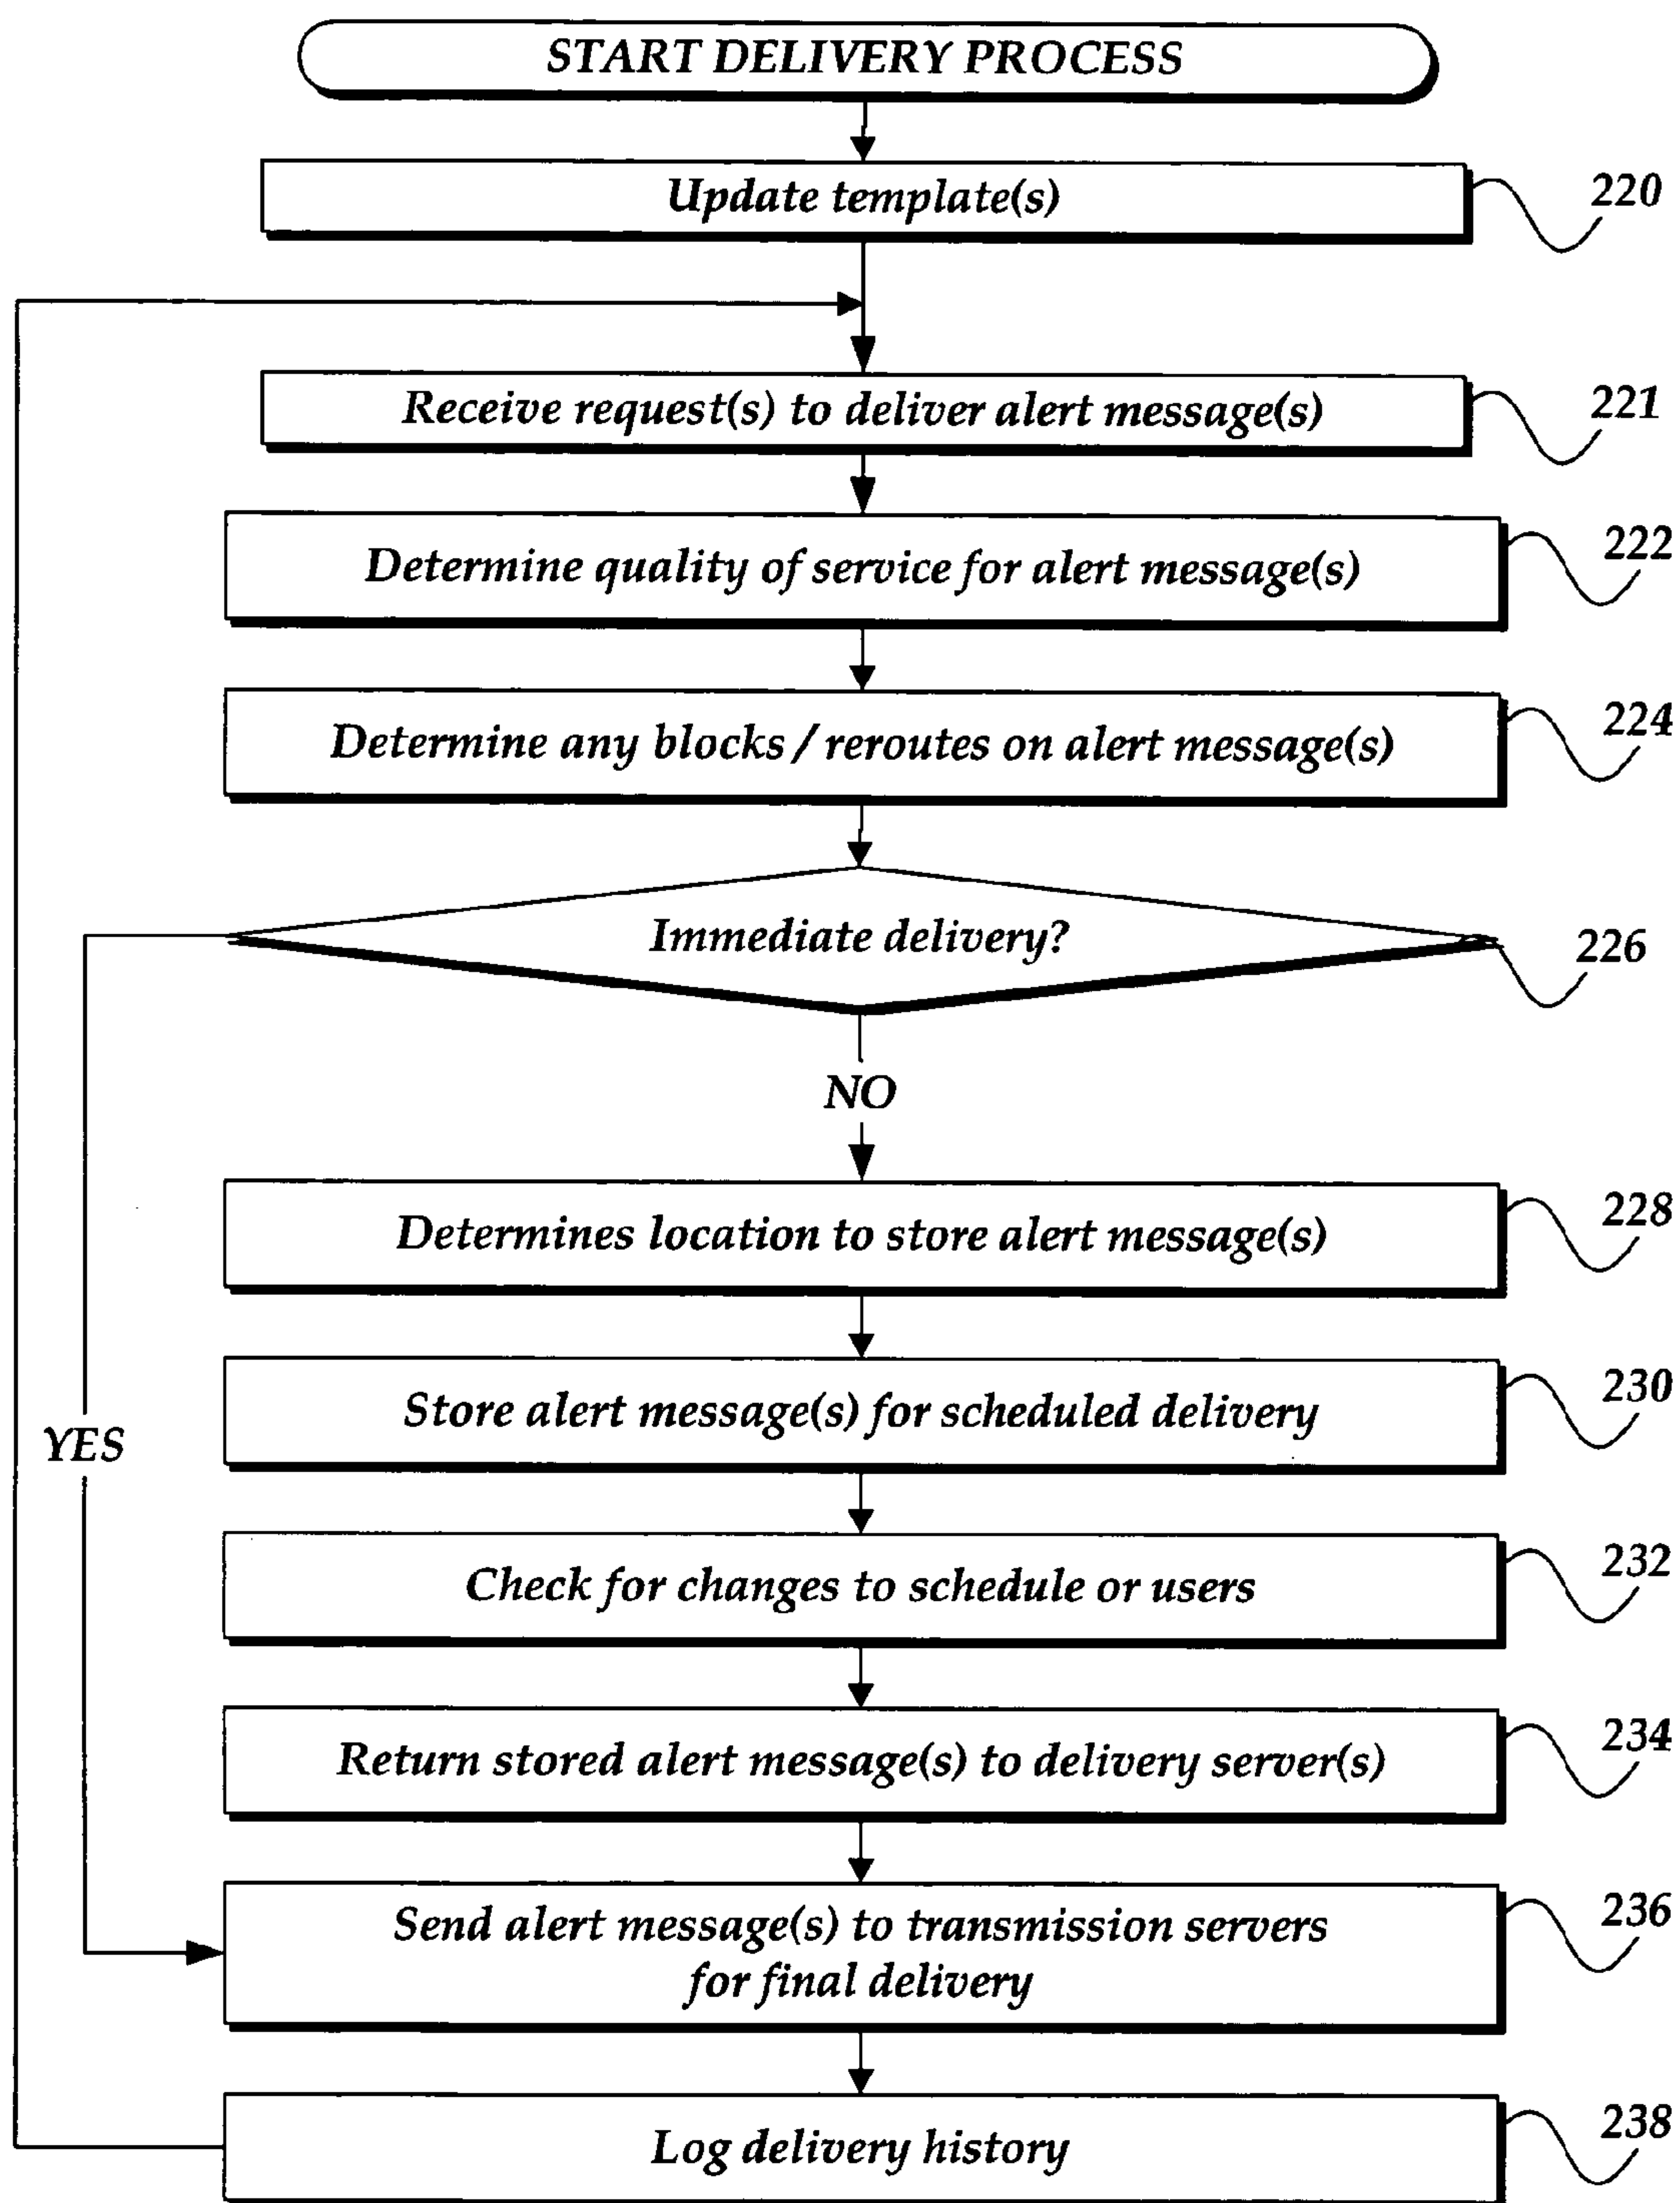 START DELIVERY PROCESS
Update template(s)
220
Receive request(s) to deliver alert message(s)
221
Determine quality of service for alert message(s)
222
Determine any blocks / reroutes on alert message(s)
224
Immediate delivery?
226
NO
Determines location to store alert message(s)
228
Store alert message(s) for scheduled delivery
230
YES
Check for changes to schedule or users
232
Return stored alert message(s) to delivery server(s)
234
Send alert message(s) to transmission servers
for final delivery
236
Log delivery history
238